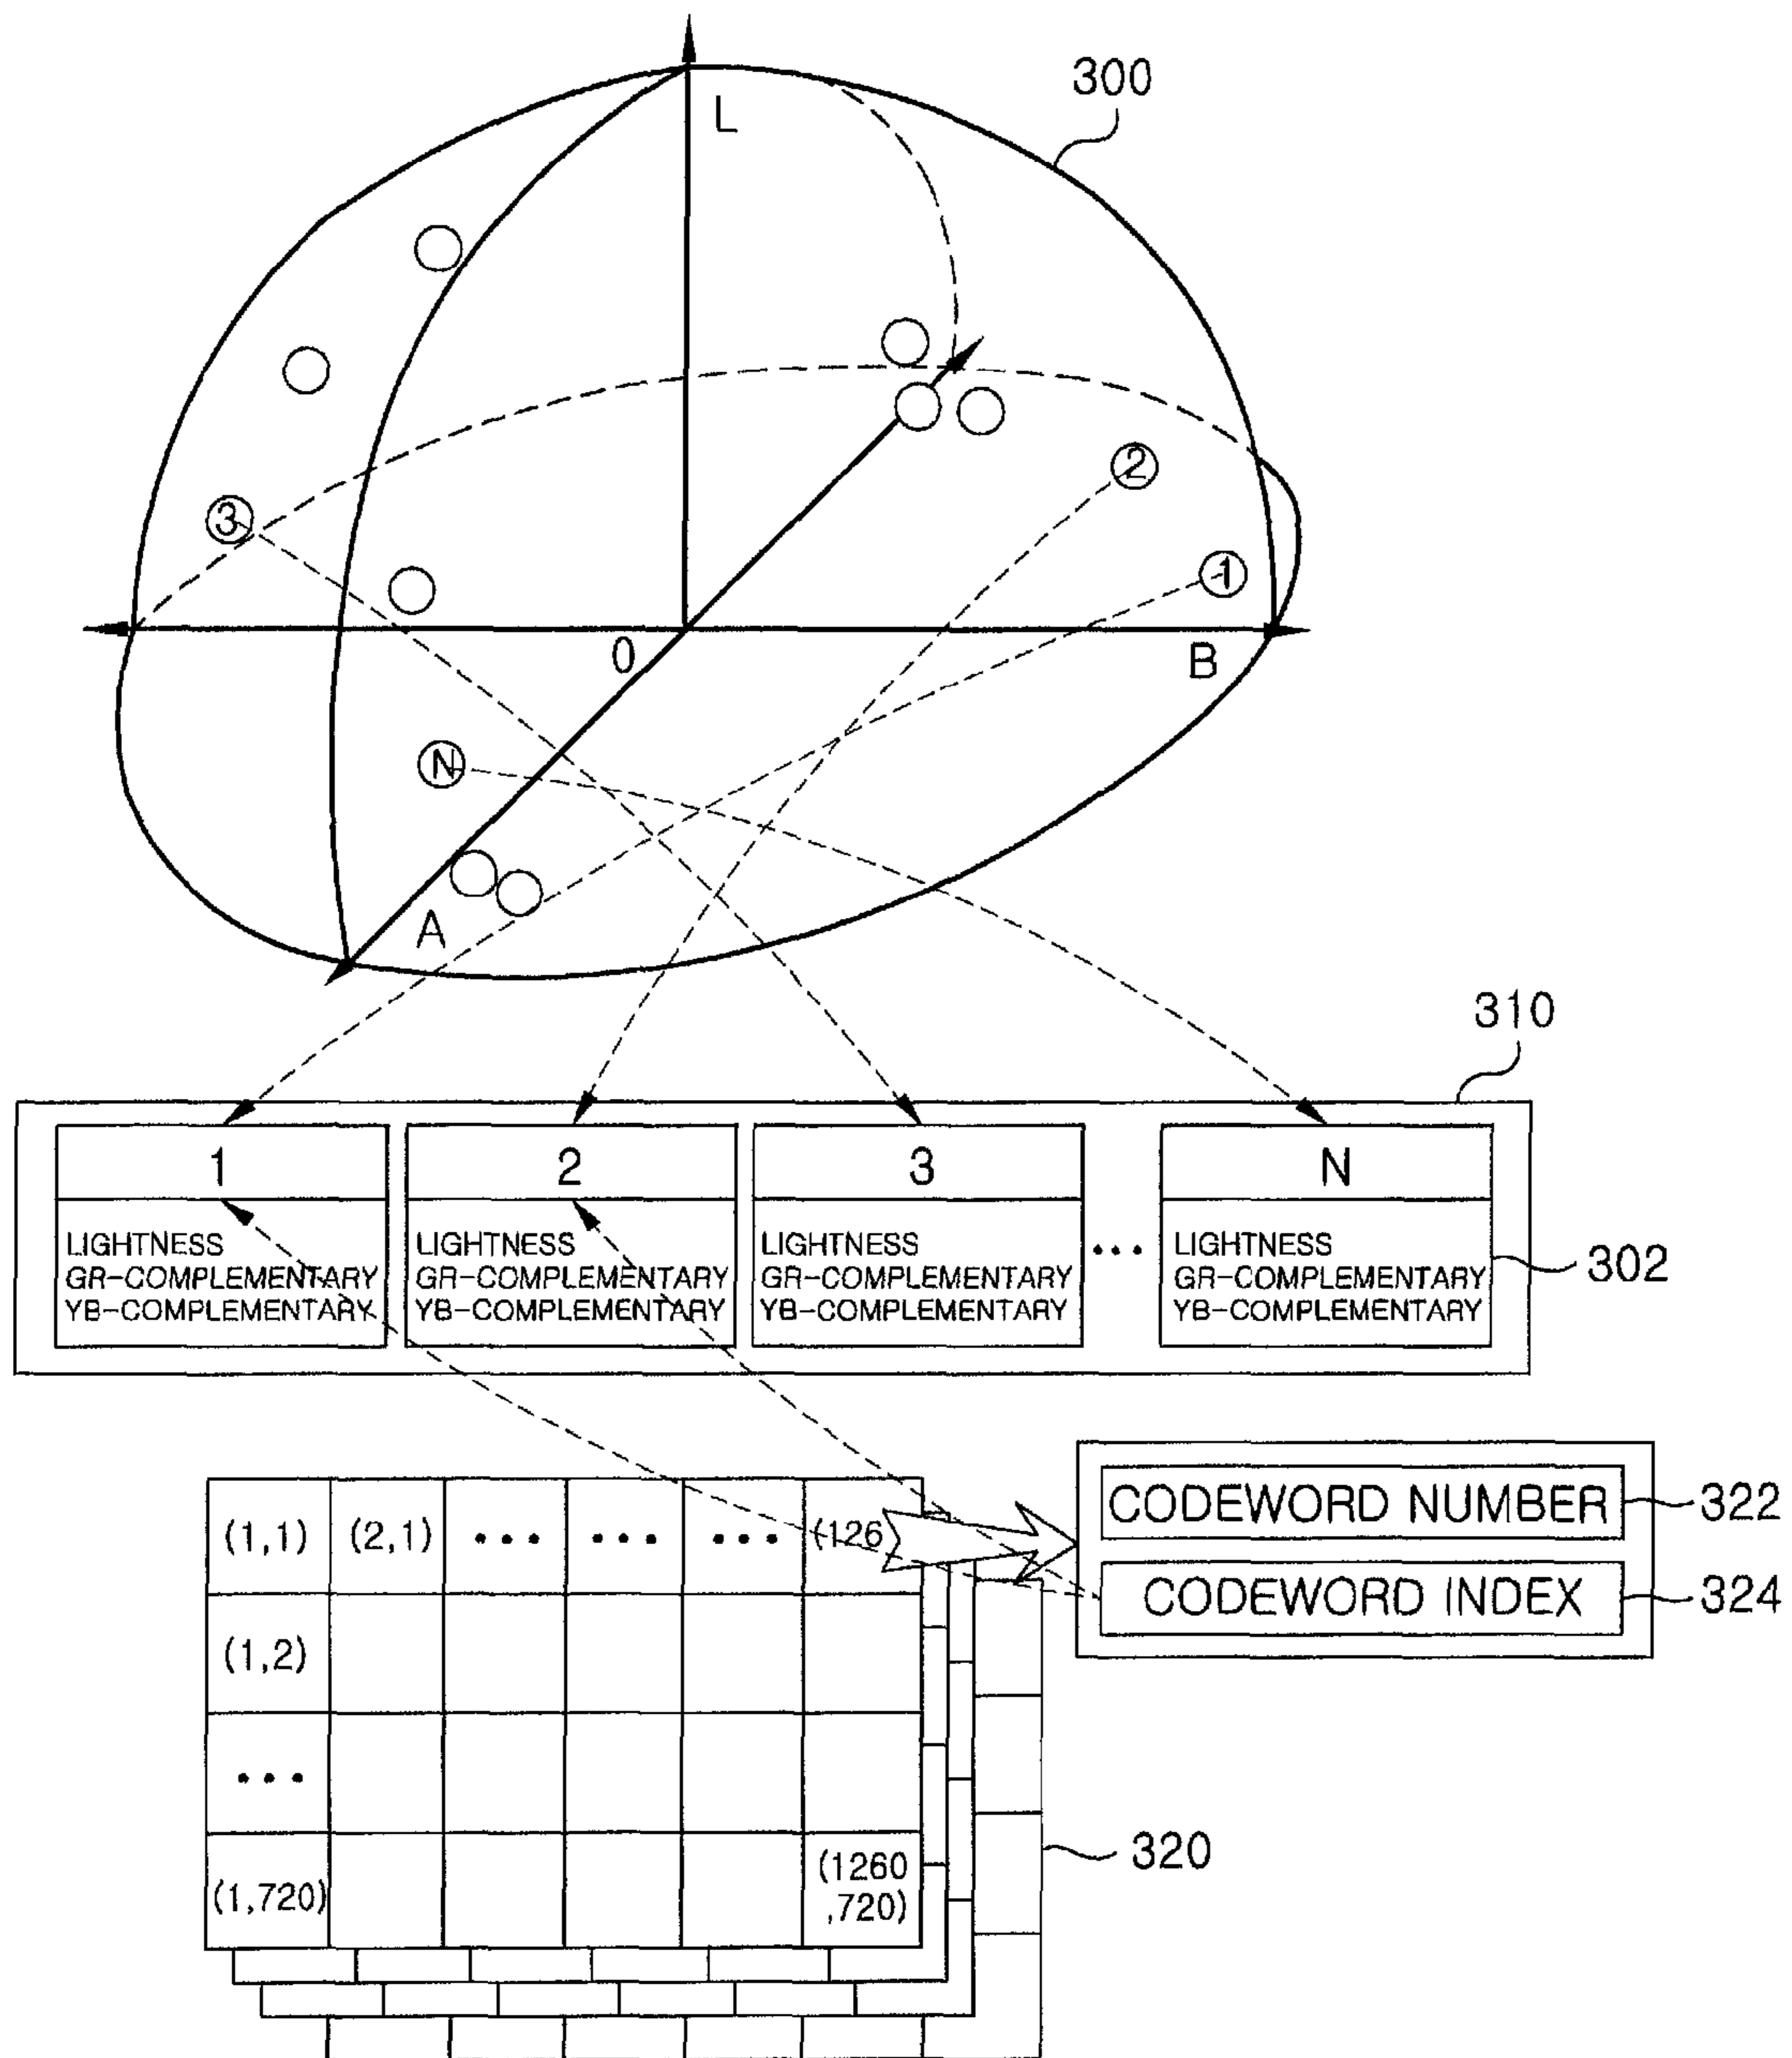 300
L
2
3
1
0
B
N
A
310
1 2 3 N
LIGHTNESS LIGHTNESS LIGHTNESS ... LIGHTNESS
GR-COMPLEMENTARY GR-COMPLEMENTARY GR-COMPLEMENTARY GR-COMPLEMENTARY 302
YB-COMPLEMENTARY YB-COMPLEMENTARY YB-COMPLEMENTARY YB-COMPLEMENTARY
CODEWORD NUMBER 322
(1,1) (2,1) ... ... ... (126
CODEWORD INDEX 324
(1,2)
...
320
(1,720) (1260
,720)